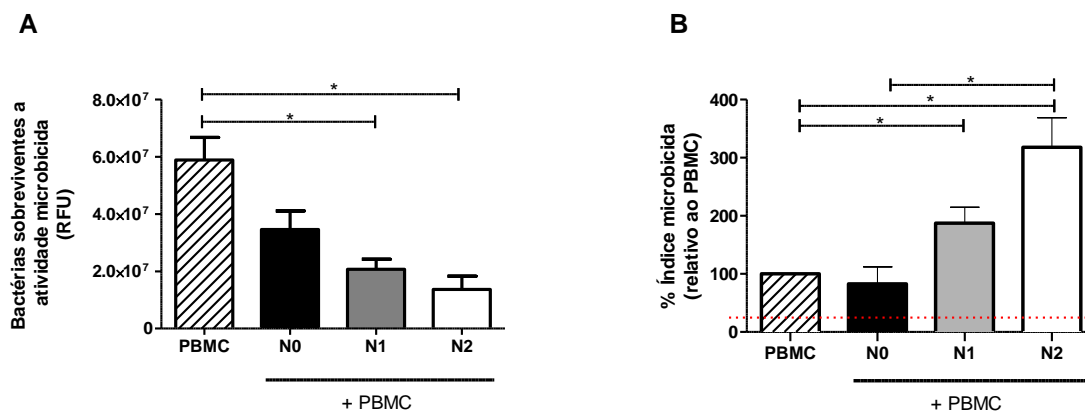 A
Bactérias sobreviventes a
atividade microbicida
(RFU)
8.0×10⁷
6.0×10⁷
4.0×10⁷
2.0×10⁷
0
*
*
PBMC N0 N1 N2
+ PBMC
B
% Índice microbicida
(relativo ao PBMC)
400
300
200
100
0
*
*
*
PBMC N0 N1 N2
+ PBMC